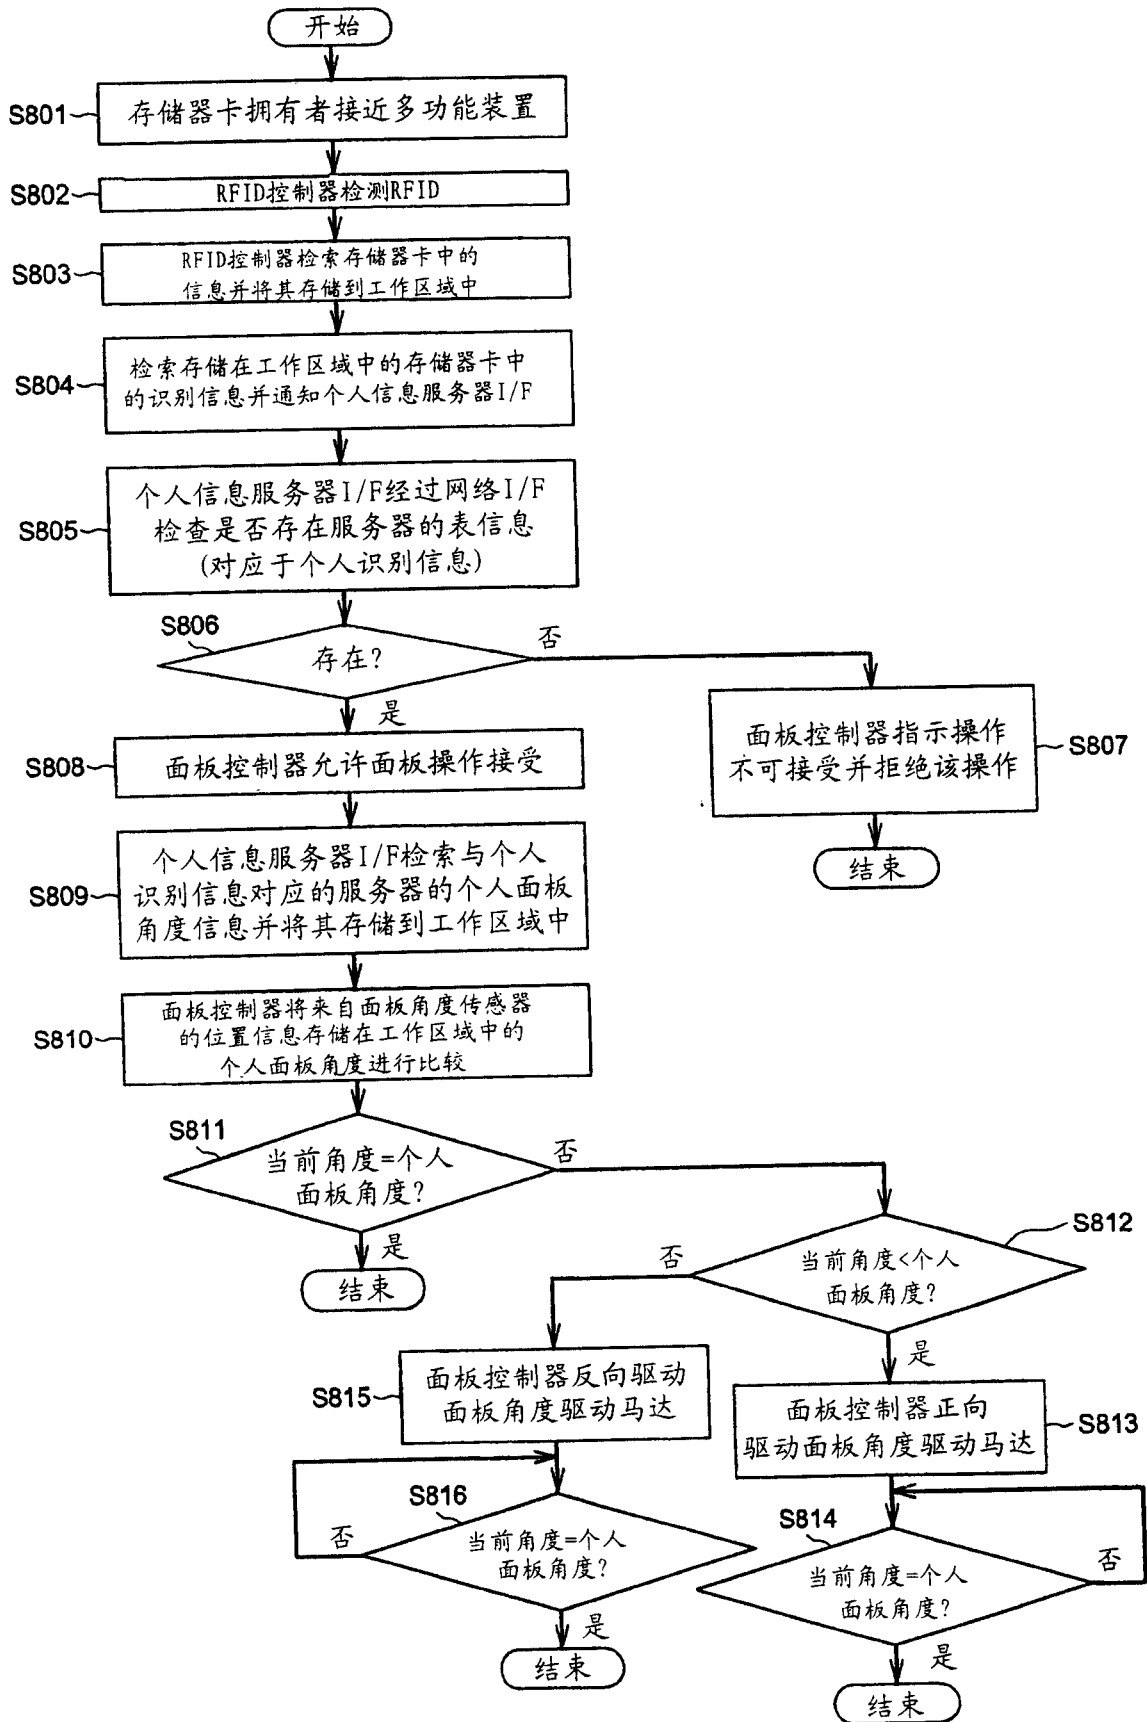 开始
S801
存储器卡拥有者接近多功能装置
S802
RFID控制器检测RFID
S803
RFID控制器检索存储器卡中的
信息并将其存储到工作区域中
S804
检索存储在工作区域中的存储器卡中
的识别信息并通知个人信息服务器I/F
S805
个人信息服务器I/F经过网络I/F
检查是否存在服务器的表信息
(对应于个人识别信息)
S806
存在?
否
是
S807
面板控制器指示操作
不可接受并拒绝该操作
结束
S808
面板控制器允许面板操作接受
S809
个人信息服务器I/F检索与个人
识别信息对应的服务器的个人面板
角度信息并将其存储到工作区域中
S810
面板控制器将来自面板角度传感器
的位置信息存储在工作区域中的
个人面板角度进行比较
S811
当前角度=个人
面板角度?
否
是
结束
S812
当前角度<个人
面板角度?
否
是
S815
面板控制器反向驱动
面板角度驱动马达
S813
面板控制器正向
驱动面板角度驱动马达
S816
当前角度=个人
面板角度?
否
是
结束
S814
当前角度=个人
面板角度?
否
是
结束